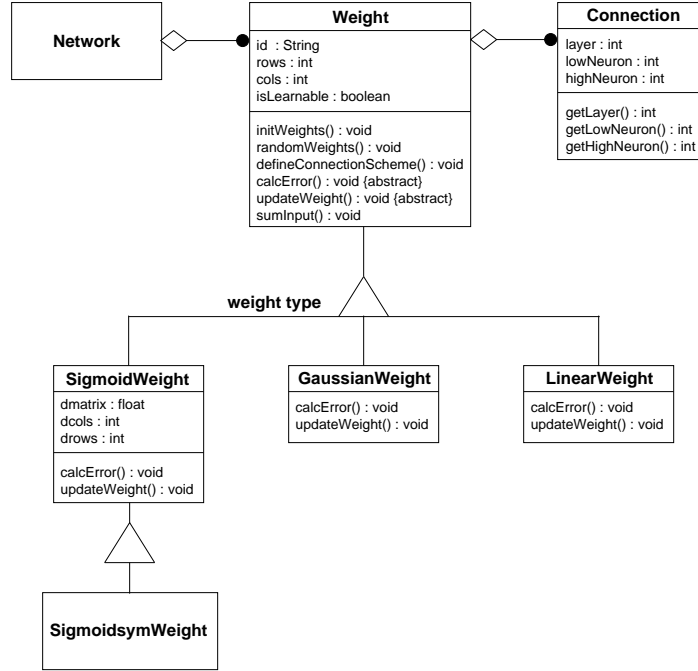 Network
Weight
id : String
rows : int
cols : int
isLearnable : boolean
initWeights() : void
randomWeights() : void
defineConnectionScheme() : void
calcError() : void {abstract}
updateWeight() : void {abstract}
sumInput() : void
Connection
layer : int
lowNeuron : int
highNeuron : int
getLayer() : int
getLowNeuron() : int
getHighNeuron() : int
weight type
SigmoidWeight
dmatrix : float
dcols : int
drows : int
calcError() : void
updateWeight() : void
GaussianWeight
calcError() : void
updateWeight() : void
LinearWeight
calcError() : void
updateWeight() : void
SigmoidsymWeight